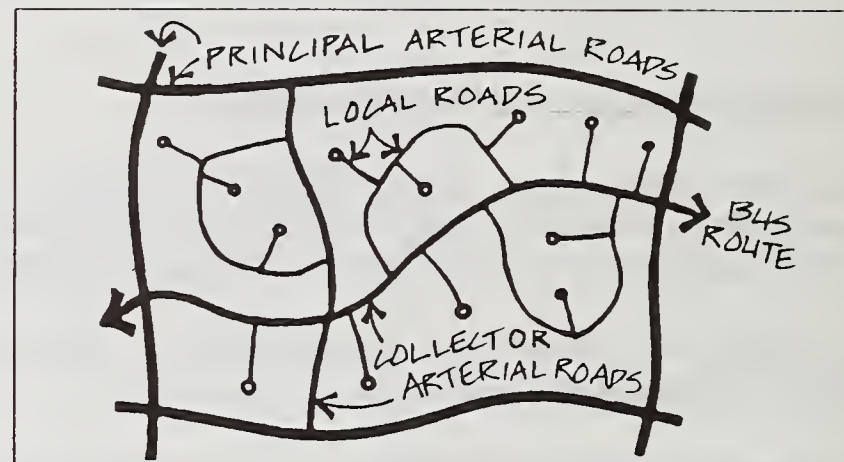 PRINCIPAL ARTERIAL ROADS
LOCAL ROADS
BUS
ROUTE
COLLECTOR
ARTERIAL ROADS